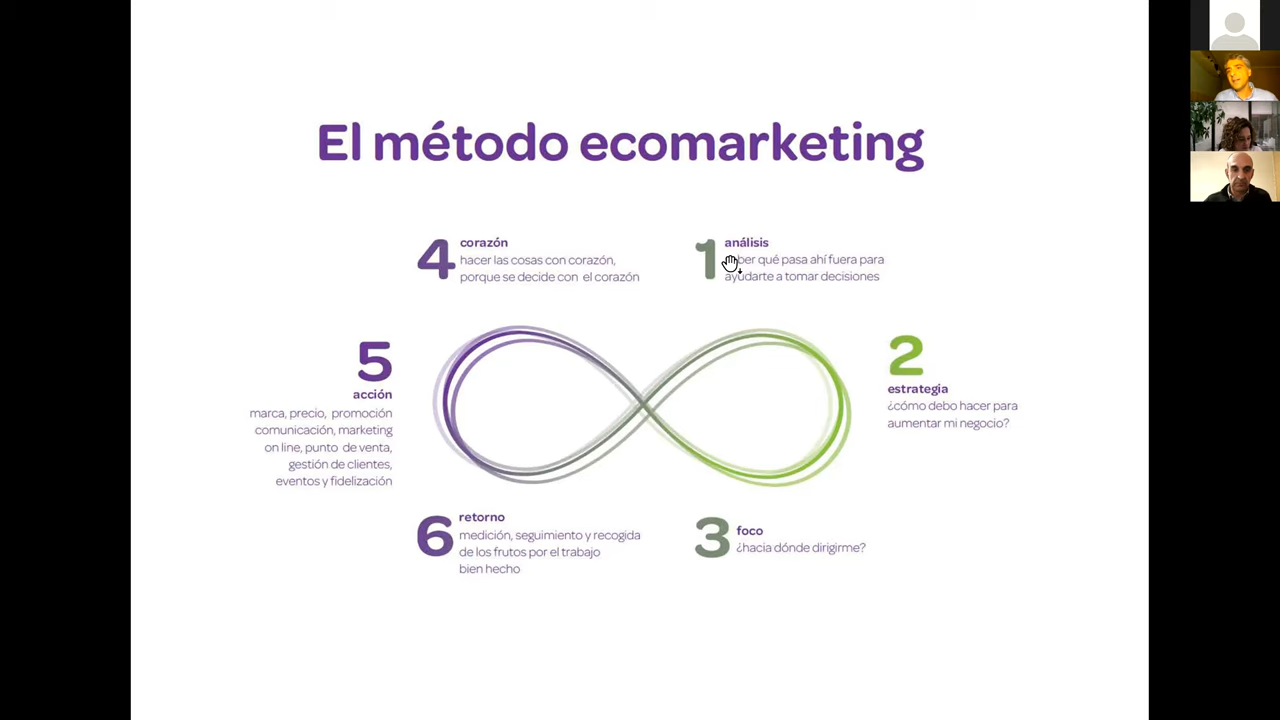 El método ecomarketing
4
corazón
hacer las cosas con corazón,
porque se decide con el corazón
1
análisis
qué pasa ahí fuera para
ayudarte a tomar decisiones
2
estrategia
¿cómo debo hacer para
aumentar mi negocio?
5
acción
marca, precio, promoción
comunicación, marketing
on line, punto de venta,
gestión de clientes,
eventos y fidelización
6
retorno
medición, seguimiento y recogida
de los frutos por el trabajo
bien hecho
3
foco
¿hacia dónde dirigirme?